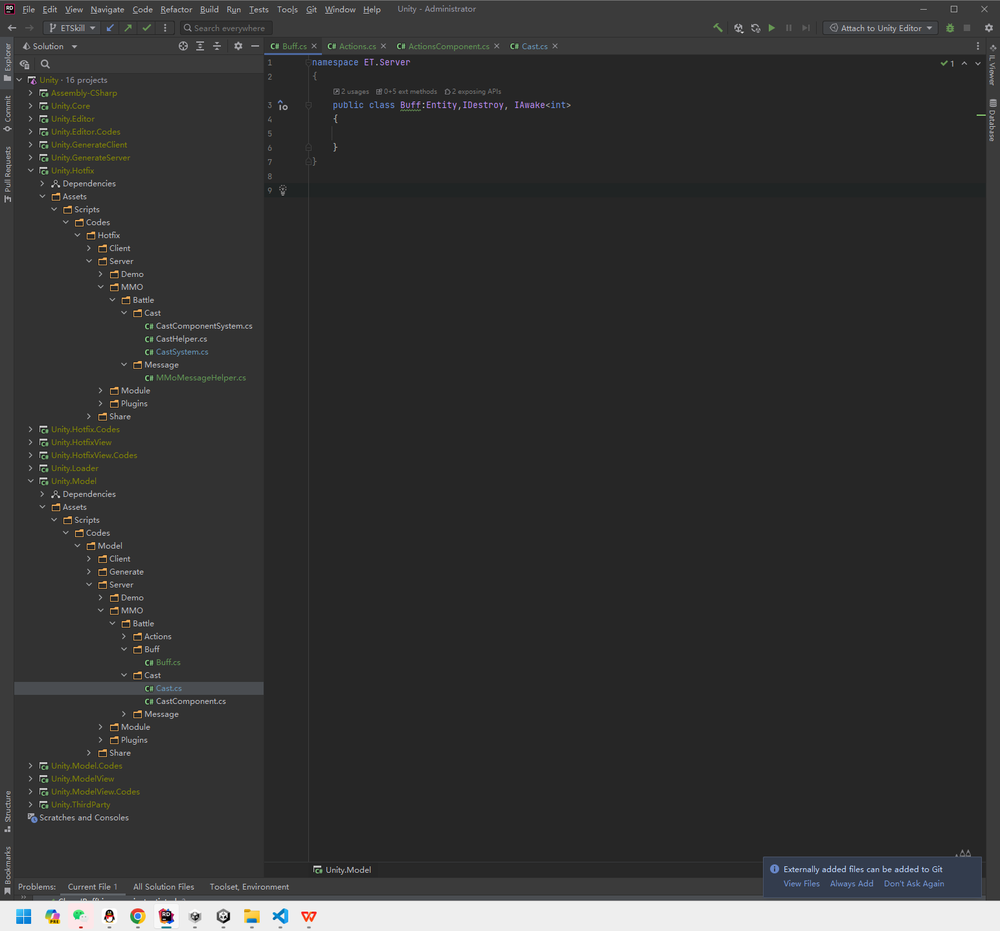 RD File Edit View Navigate Code Refactor Build Run Tests Tools Git Window Help Unity - Administrator
ETSkill Search everywhere Attach to Unity Editor
Solution
Buff.cs Actions.cs ActionsComponent.cs Cast.cs
Explorer
Commit
Pull Requests
Structure
Bookmarks
IL Viewer
Database
Unity · 16 projects
Assembly-CSharp
Unity.Core
Unity.Editor
Unity.Editor.Codes
Unity.GenerateClient
Unity.GenerateServer
Unity.Hotfix
Dependencies
Assets
Scripts
Codes
Hotfix
Client
Server
Demo
MMO
Battle
Cast
C# CastComponentSystem.cs
C# CastHelper.cs
C# CastSystem.cs
Message
C# MMoMessageHelper.cs
Module
Plugins
Share
Unity.Hotfix.Codes
Unity.HotfixView
Unity.HotfixView.Codes
Unity.Loader
Unity.Model
Dependencies
Assets
Scripts
Codes
Model
Client
Generate
Server
Demo
MMO
Battle
Actions
Buff
C# Buff.cs
Cast
C# Cast.cs
C# CastComponent.cs
Message
Module
Plugins
Share
Unity.Model.Codes
Unity.ModelView
Unity.ModelView.Codes
Unity.ThirdParty
Scratches and Consoles
1 namespace ET.Server
2 {
2 usages 0+5 ext methods 2 exposing APIs
3 public class Buff:Entity,IDestroy, IAwake<int>
4 {
5
6 }
7 }
8
9
1
Unity.Model
Externally added files can be added to Git
View Files Always Add Don't Ask Again
Problems: Current File 1 All Solution Files Toolset, Environment
PRE
RD